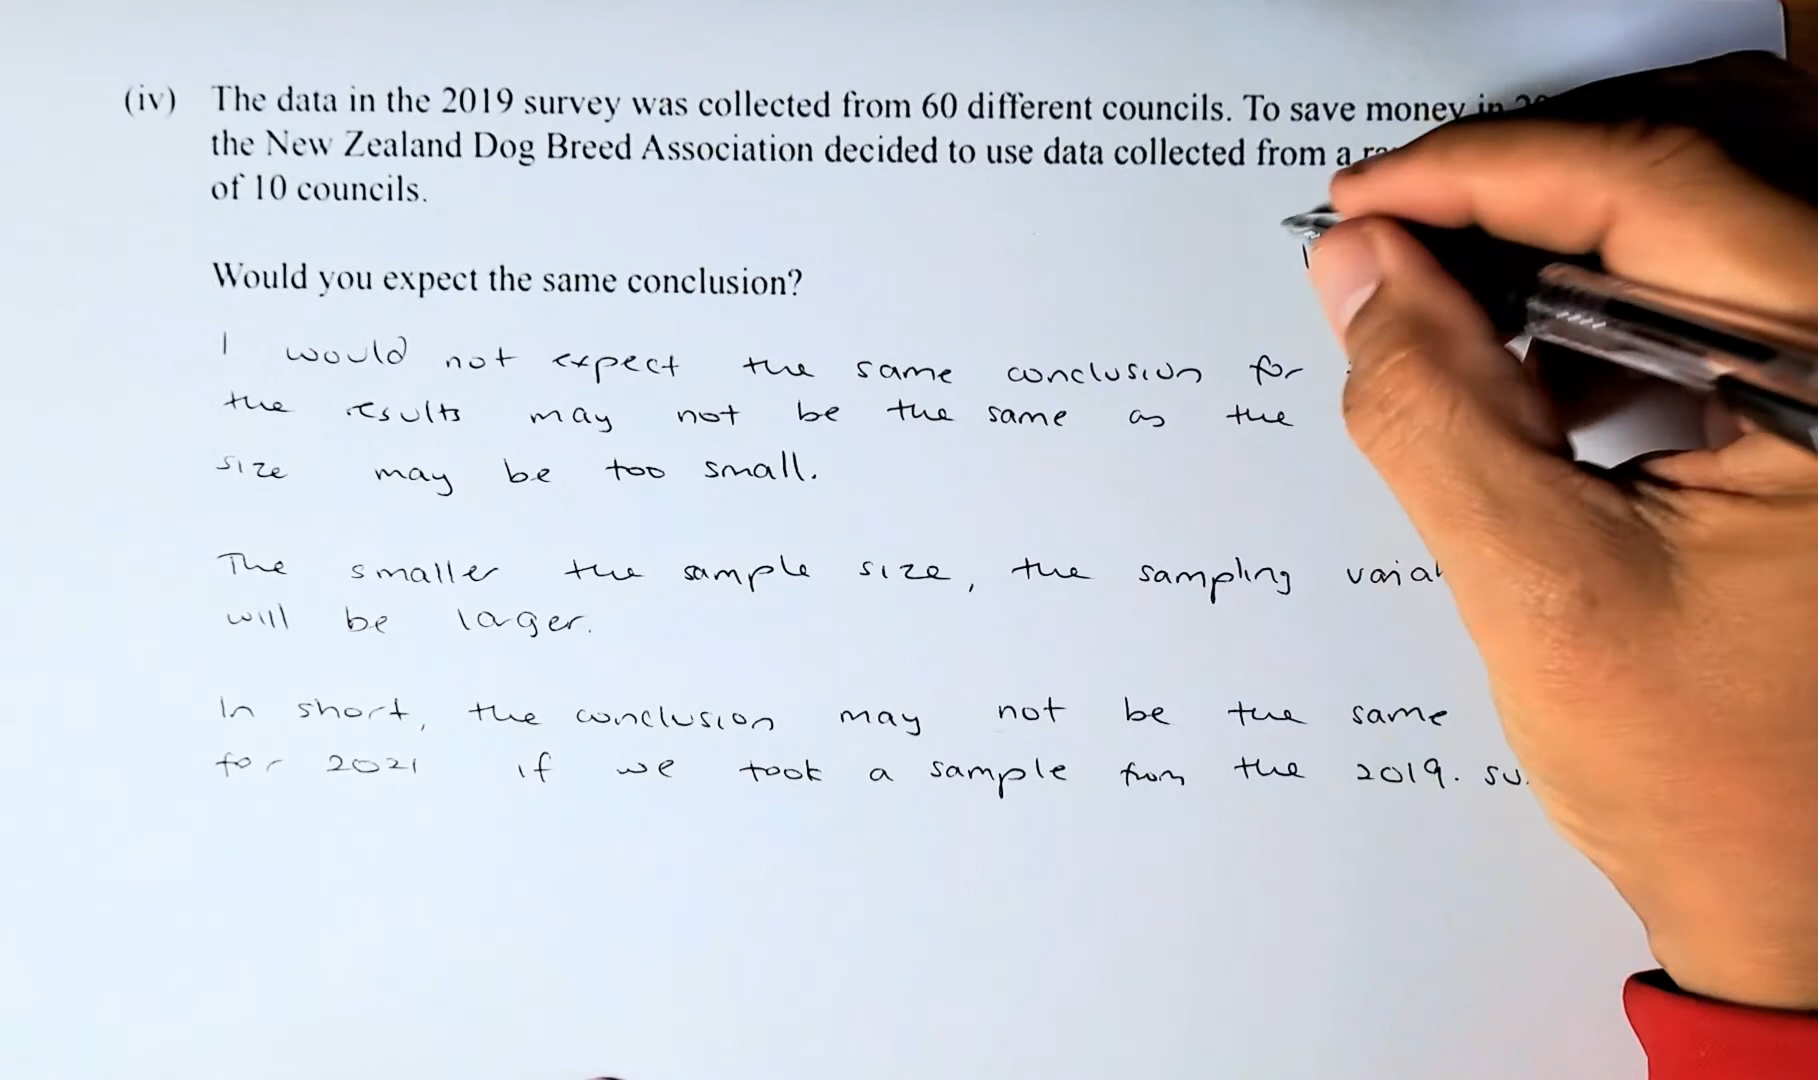 (iv) The data in the 2019 survey was collected from 60 different councils. To save money in
the New Zealand Dog Breed Association decided to use data collected from a
of 10 councils.
Would you expect the same conclusion?
I would not expect the same conclusion for
the results may not be the same as the
size may be too small.
The smaller the sample size, the sampling
will be larger.
In short, the conclusion may not be the same
for 2021 if we took a sample from the 2019.